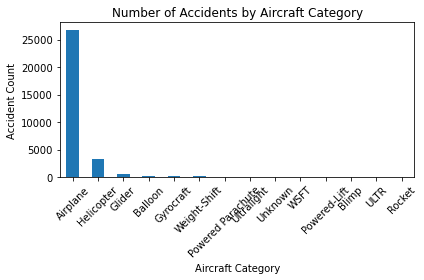 Number of Accidents by Aircraft Category
Accident Count
25000
20000
15000
10000
5000
0
Airplane
Helicopter
Glider
Balloon
Gyrocraft
Weight-Shift
Powered Parachute
Ultralight
Unknown
WSFT
Powered-Lift
Blimp
ULTR
Rocket
Aircraft Category